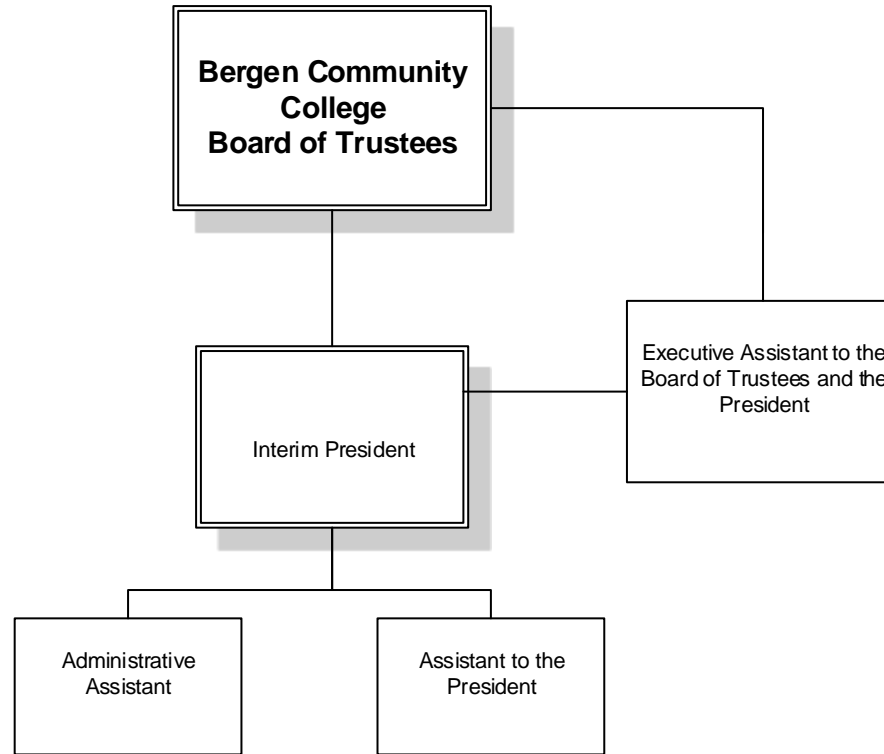 Bergen Community
College
Board of Trustees
Executive Assistant to the
Board of Trustees and the
President
Interim President
Administrative
Assistant
Assistant to the
President